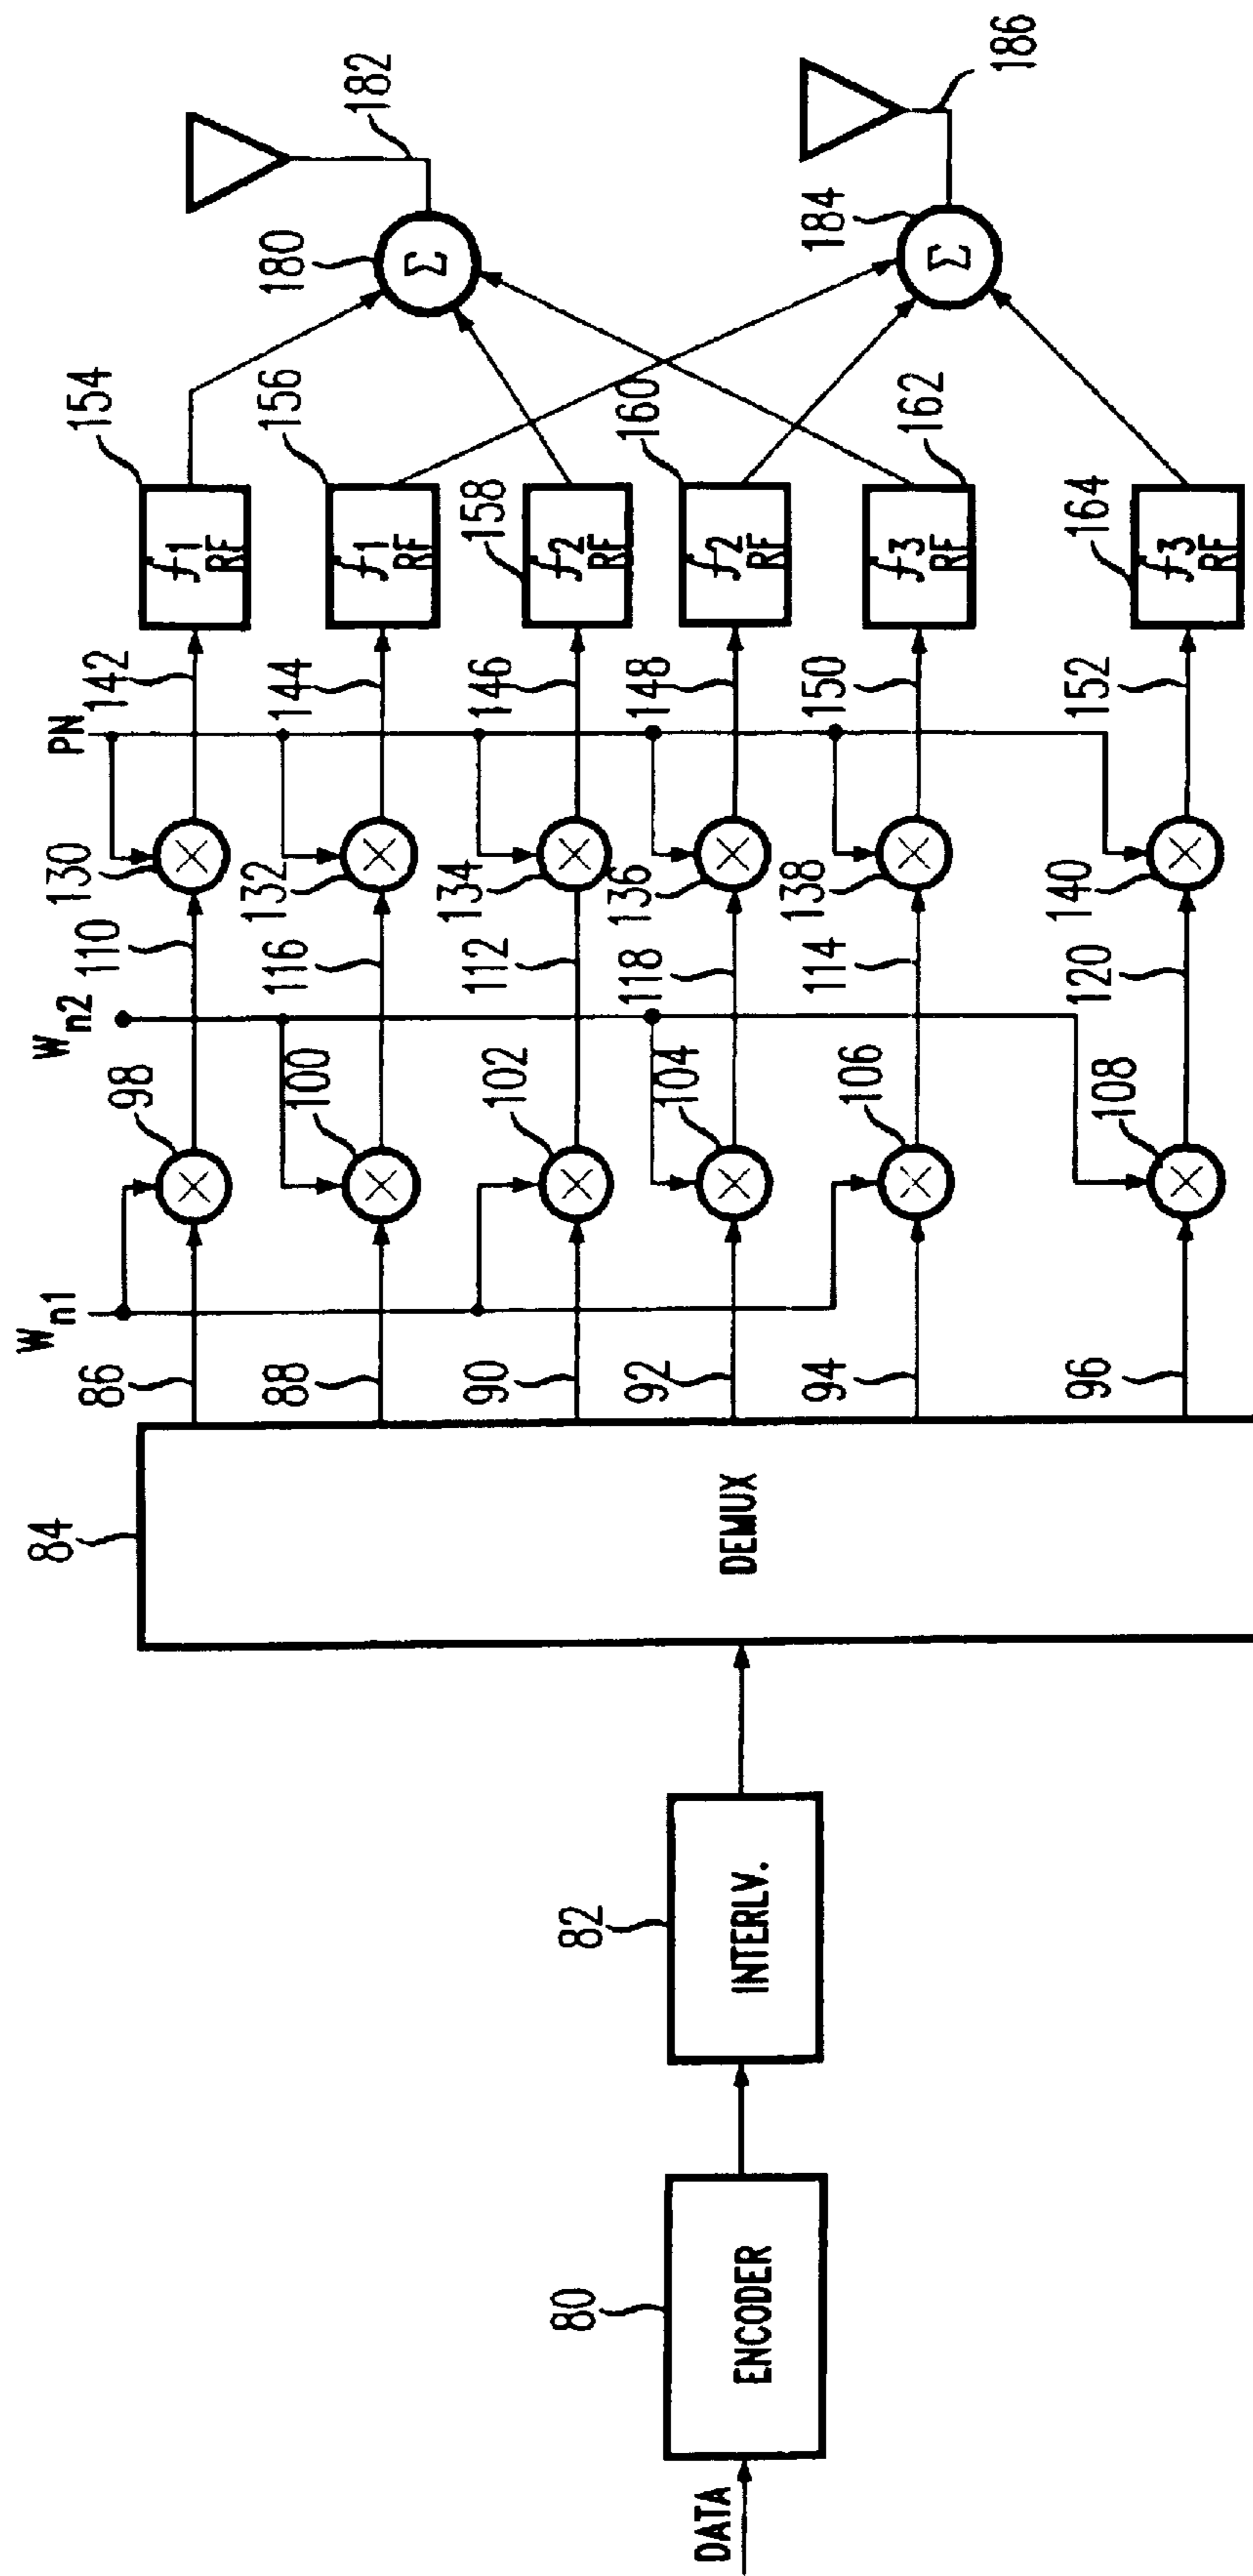 DATA
ENCODER
80
INTERLV.
82
DEMUX
84
86
88
90
92
94
96
Wn1
98
100
102
104
106
108
Wn2
110
116
112
118
114
120
130
132
134
136
138
140
PN
142
144
146
148
150
152
f1 RF
154
f1 RF
156
f2 RF
158
f2 RF
160
f3 RF
162
f3 RF
164
Σ
180
182
Σ
184
186